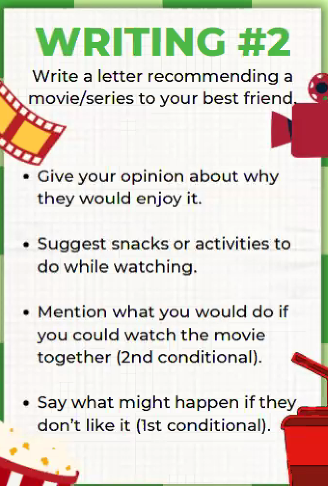 WRITING #2
Write a letter recommending a
movie/series to your best friend.
• Give your opinion about why
they would enjoy it.
• Suggest snacks or activities to
do while watching.
• Mention what you would do if
you could watch the movie
together (2nd conditional).
• Say what might happen if they
don't like it (1st conditional).